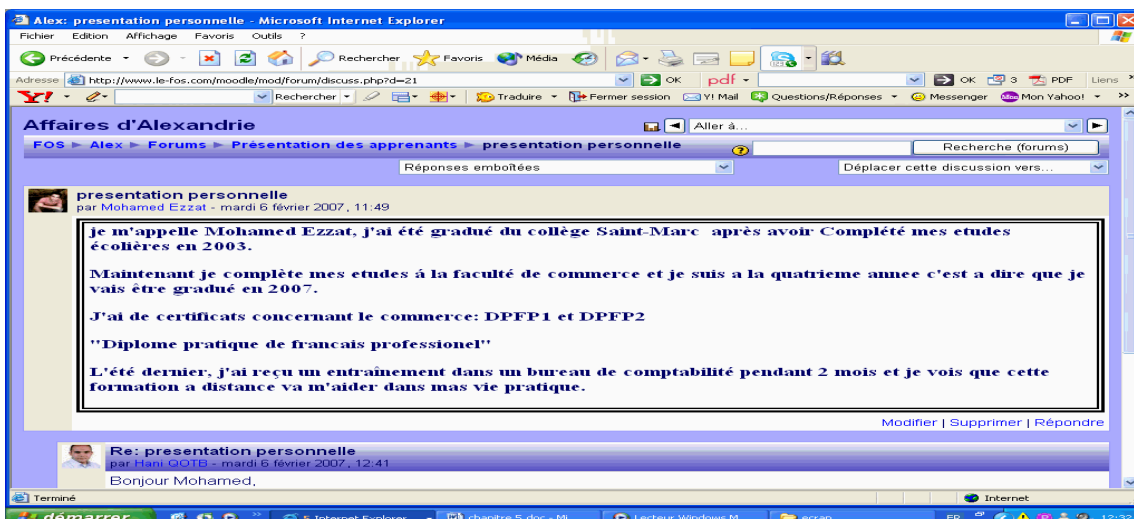 Alex: presentation personnelle - Microsoft Internet Explorer
Fichier Edition Affichage Favoris Outils ?
Précédente Rechercher Favoris Média
Adresse http://www.le-fos.com/moodle/mod/forum/discuss.php?d=21 OK pdf OK 3 PDF Liens »
Y! Rechercher Traduire Fermer session Y! Mail Questions/Réponses Messenger Mon Yahoo! »
Affaires d'Alexandrie Aller à...
FOS ► Alex ► Forums ► Présentation des apprenants ► presentation personnelle Recherche (forums)
Réponses emboîtées Déplacer cette discussion vers...
presentation personnelle
par Mohamed Ezzat - mardi 6 février 2007, 11:49
je m'appelle Mohamed Ezzat, j'ai été gradué du collège Saint-Marc après avoir Complété mes etudes
écolières en 2003.
Maintenant je complète mes etudes á la faculté de commerce et je suis a la quatrieme annee c'est a dire que je
vais être gradué en 2007.
J'ai de certificats concernant le commerce: DPFP1 et DPFP2
"Diplome pratique de francais professionel"
L'été dernier, j'ai reçu un entraînement dans un bureau de comptabilité pendant 2 mois et je vois que cette
formation a distance va m'aider dans mas vie pratique.
Modifier | Supprimer | Répondre
Re: presentation personnelle
par Hani QOTB - mardi 6 février 2007, 12:41
Bonjour Mohamed,
Terminé Internet
démarrer 5 Internet Explorer chapitre 5.doc - Mi... Lecteur Windows M... ecran FR 12:32